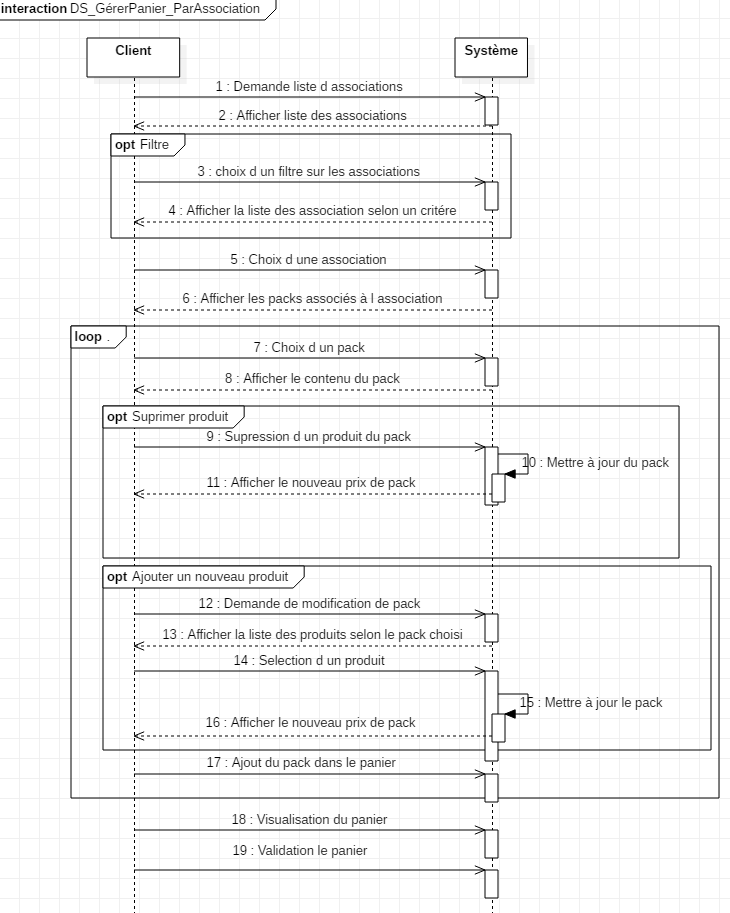 interaction DS_GérerPanier_ParAssociation
Client
Système
1 : Demande liste d associations
2 : Afficher liste des associations
opt Filtre
3 : choix d un filtre sur les associations
4 : Afficher la liste des association selon un critére
5 : Choix d une association
6 : Afficher les packs associés à l association
loop .
7 : Choix d un pack
8 : Afficher le contenu du pack
opt Suprimer produit
9 : Supression d un produit du pack
10 : Mettre à jour du pack
11 : Afficher le nouveau prix de pack
opt Ajouter un nouveau produit
12 : Demande de modification de pack
13 : Afficher la liste des produits selon le pack choisi
14 : Selection d un produit
15 : Mettre à jour le pack
16 : Afficher le nouveau prix de pack
17 : Ajout du pack dans le panier
18 : Visualisation du panier
19 : Validation le panier